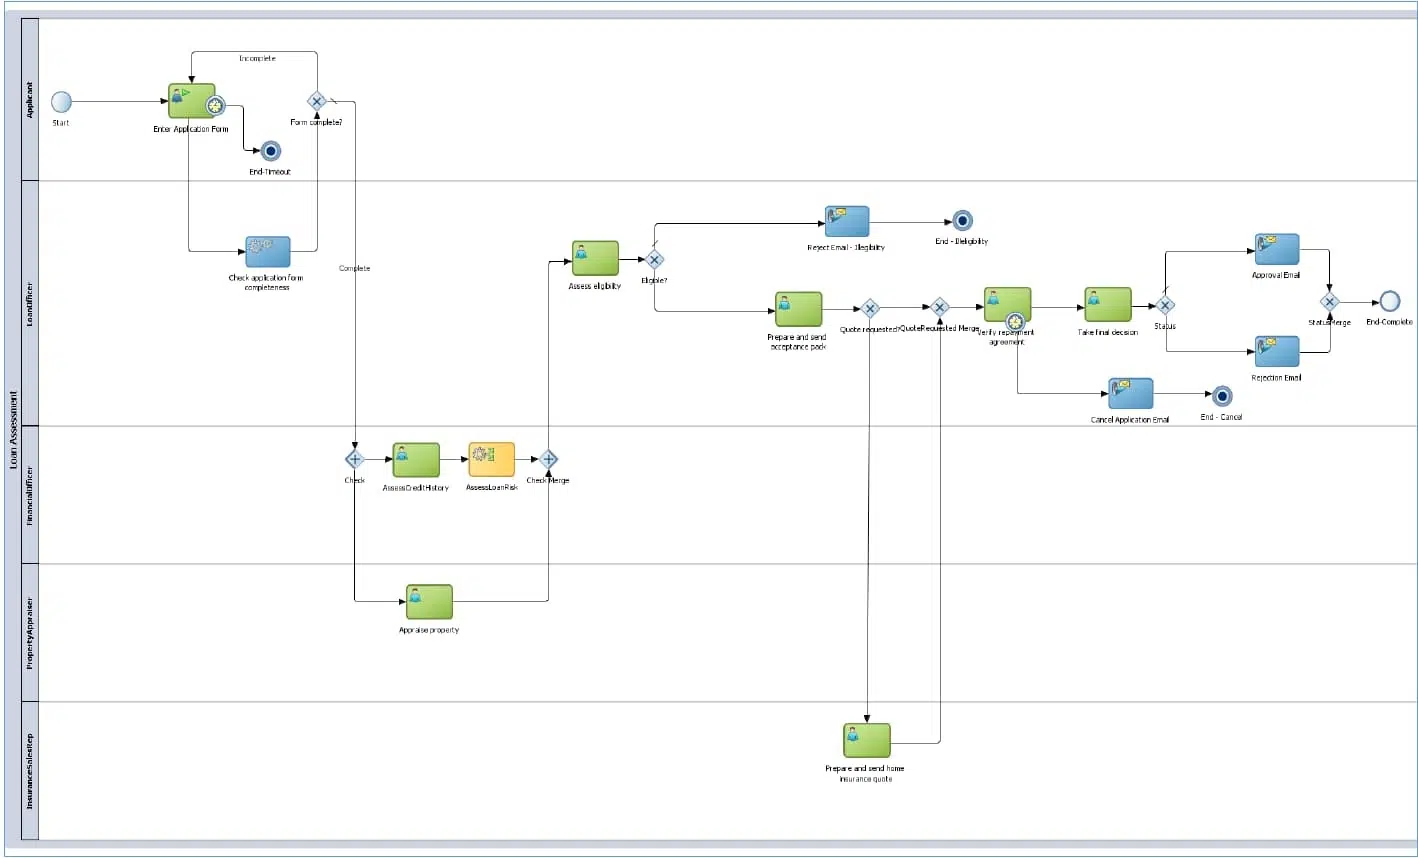 Loan Assessment
Applicant
Start
Enter Application Form
Incomplete
Form complete?
End-Timeout
LoanOfficer
Check application form
completeness
Complete
Assess eligibility
Eligible?
Reject Email - Illegibility
End - Illeligibility
Prepare and send
acceptance pack
Quote requested?
QuoteRequested Merge
Verify repayment
agreement
Take final decision
Status
Approval Email
StatusMerge
End-Complete
Rejection Email
Cancel Application Email
End - Cancel
FinancialOfficer
Check
AssessCreditHistory
AssessLoanRisk
Check Merge
PropertyAppraiser
Appraise property
InsuranceSalesRep
Prepare and send home
insurance quote